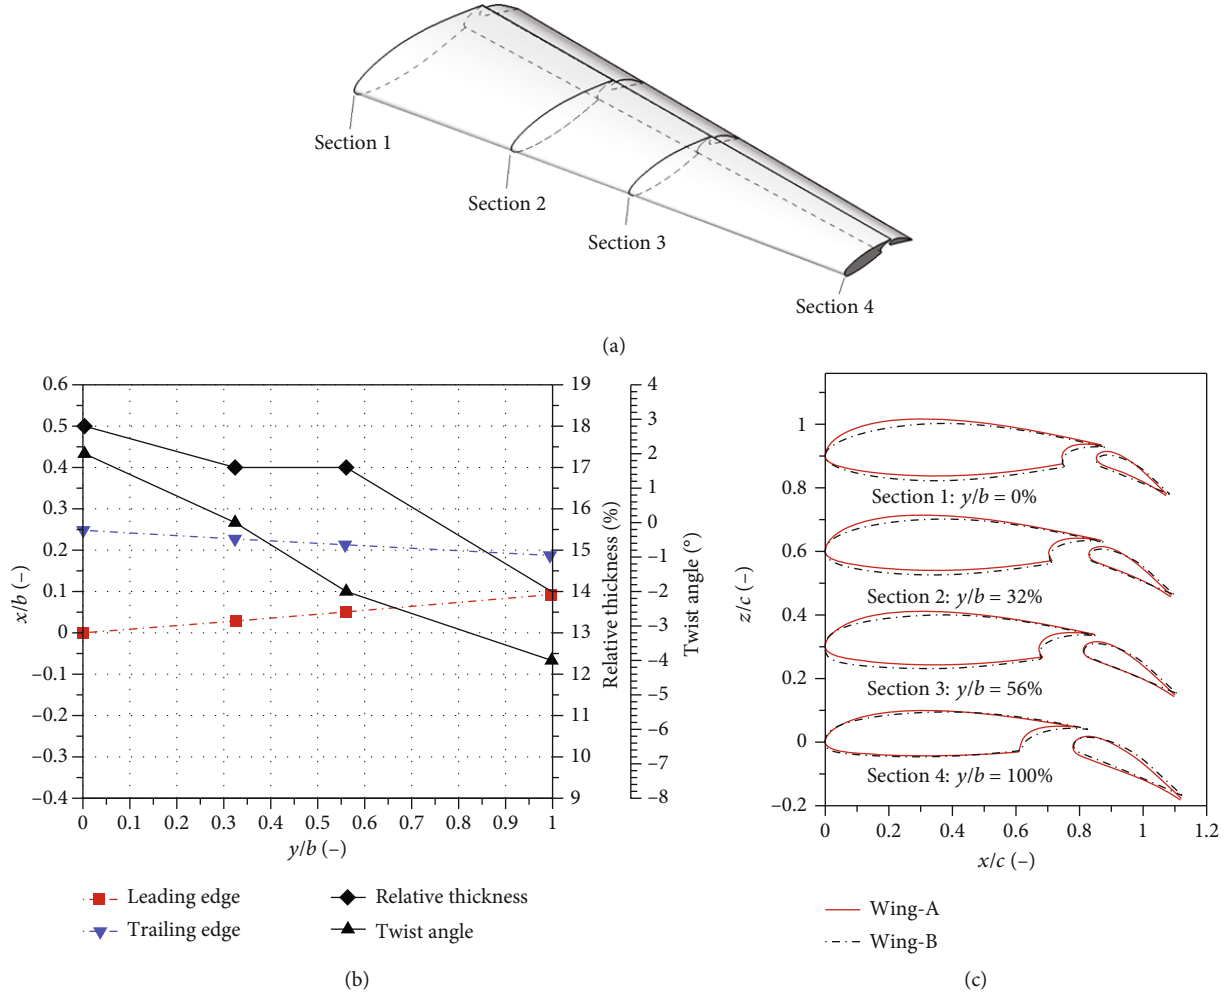 Section 1
Section 2
Section 3
Section 4
(a)
0.6
0.5
0.4
0.3
0.2
0.1
0
–0.1
–0.2
–0.3
–0.4
x/b (–)
0 0.1 0.2 0.3 0.4 0.5 0.6 0.7 0.8 0.9 1
y/b (–)
19
18
17
16
15
14
13
12
11
10
9
Relative thickness (%)
4
3
2
1
0
–1
–2
–3
–4
–5
–6
–7
–8
Twist angle (°)
Leading edge
Trailing edge
Relative thickness
Twist angle
(b)
1
0.8
0.6
0.4
0.2
0
–0.2
z/c (–)
Section 1: y/b = 0%
Section 2: y/b = 32%
Section 3: y/b = 56%
Section 4: y/b = 100%
0 0.2 0.4 0.6 0.8 1 1.2
x/c (–)
Wing-A
Wing-B
(c)